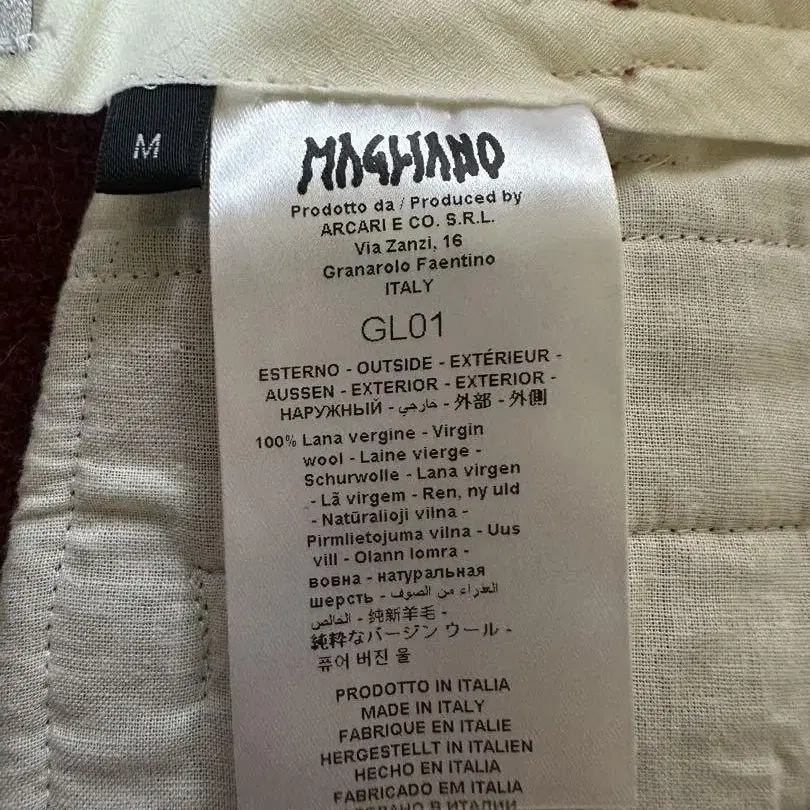 M
MAGLIANO
Prodotto da / Produced by
ARCARI E CO. S.R.L.
Via Zanzi, 16
Granarolo Faentino
ITALY
GL01
ESTERNO - OUTSIDE - EXTÉRIEUR -
AUSSEN - EXTERIOR - EXTERIOR -
НАРУЖНЫЙ - خارجي - 外部 - 外側
100% Lana vergine - Virgin
wool - Laine vierge -
Schurwolle - Lana virgen
- Lã virgem - Ren, ny uld
- Natūralioji vilna -
Pirmlietojuma vilna - Uus
vill - Olann lomra -
вовна - натуральная
шерсть - العذراء من الصوف
الخالص - 纯新羊毛 -
純粋なバージン ウール -
퓨어 버진 울
PRODOTTO IN ITALIA
MADE IN ITALY
FABRIQUE EN ITALIE
HERGESTELLT IN ITALIEN
HECHO EN ITALIA
FABRICADO EM ITALIA